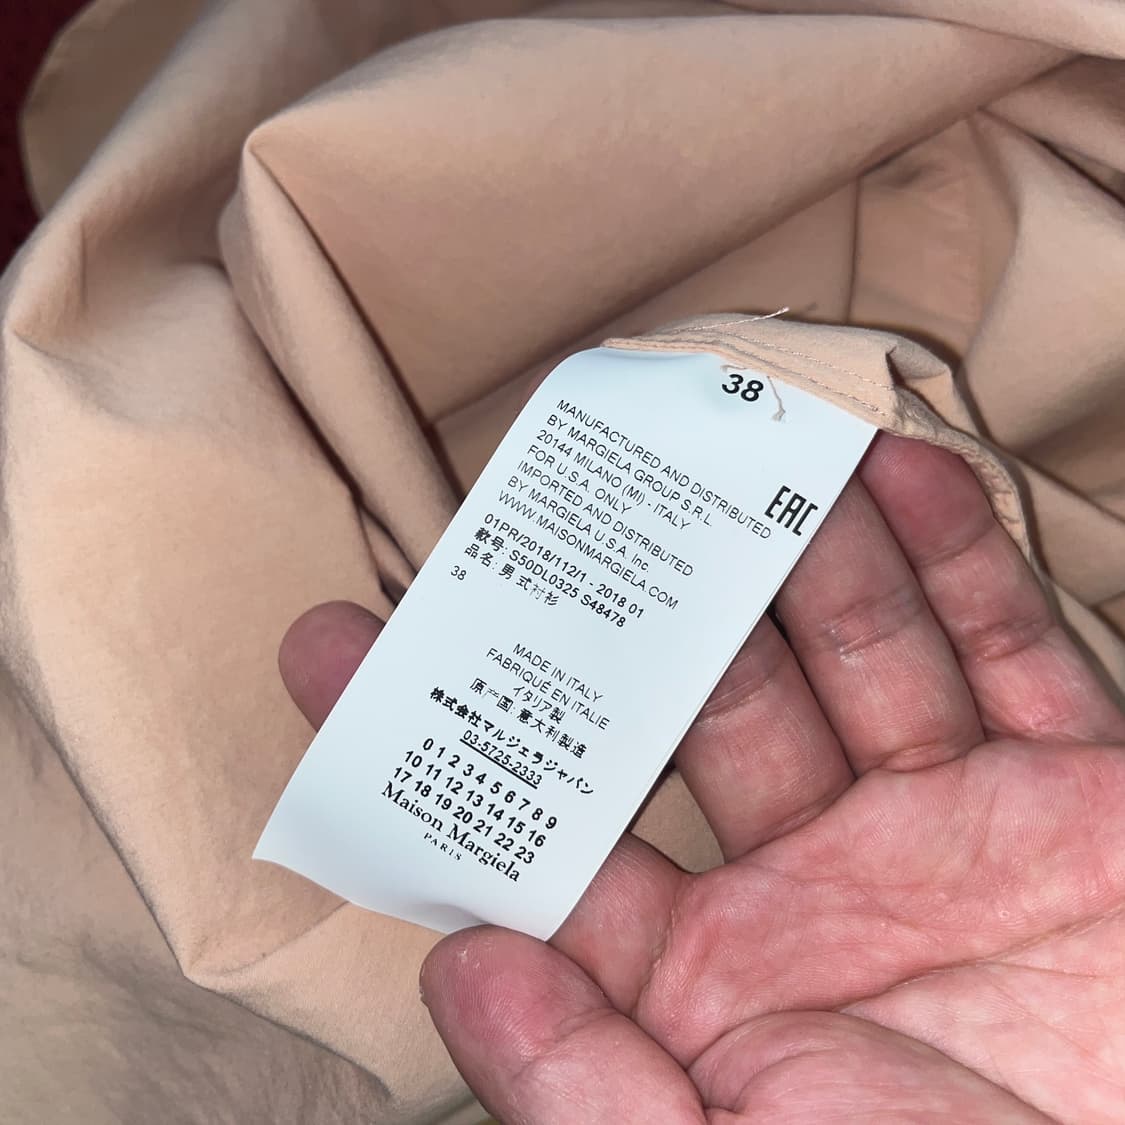 38
MANUFACTURED AND DISTRIBUTED
BY MARGIELA GROUP S.R.L.
20144 MILANO (MI) - ITALY
FOR U.S.A. ONLY
IMPORTED AND DISTRIBUTED
BY MARGIELA U.S.A. Inc.
WWW.MAISONMARGIELA.COM
EAC
01PR/2018/112/1 - 2018 01
款号: S50DL0325 S48478
品名: 男式衬衫
38
MADE IN ITALY
FABRIQUÉ EN ITALIE
イタリア製
原产国: 意大利製造
株式会社マルジェラジャパン
03-5725-2333
0 1 2 3 4 5 6 7 8 9
10 11 12 13 14 15 16
17 18 19 20 21 22 23
Maison Margiela
PARIS